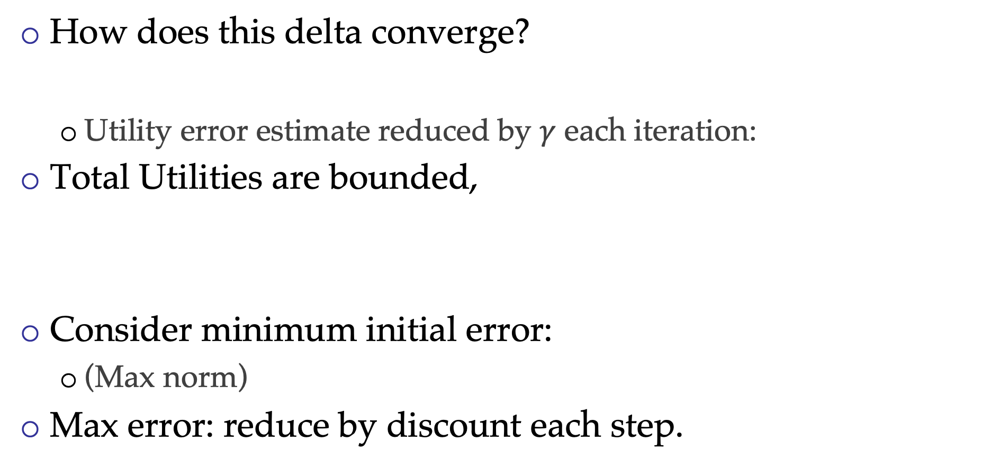 How does this delta converge?
Utility error estimate reduced by γ each iteration:
Total Utilities are bounded,
Consider minimum initial error:
(Max norm)
Max error: reduce by discount each step.